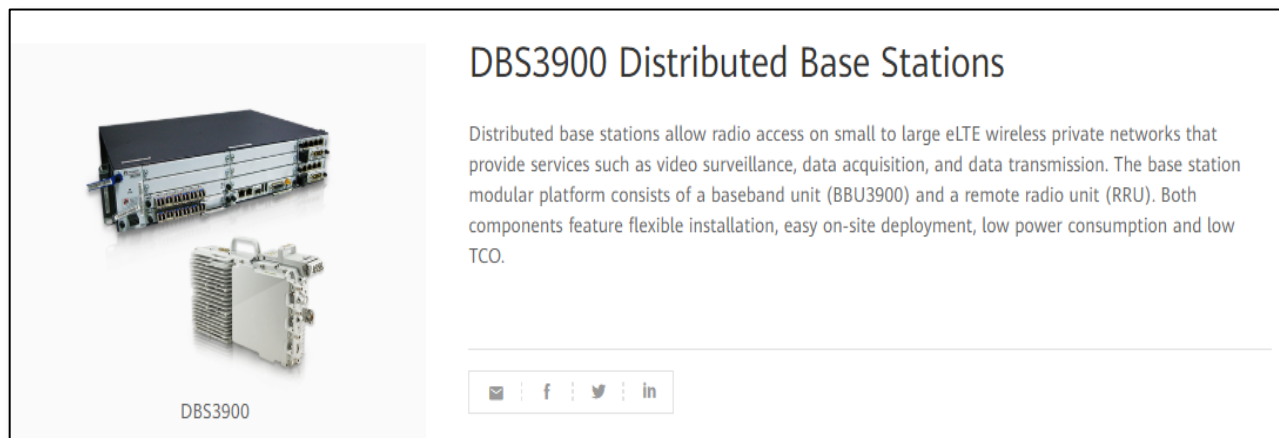 DBS3900 Distributed Base Stations
Distributed base stations allow radio access on small to large eLTE wireless private networks that
provide services such as video surveillance, data acquisition, and data transmission. The base station
modular platform consists of a baseband unit (BBU3900) and a remote radio unit (RRU). Both
components feature flexible installation, easy on-site deployment, low power consumption and low
TCO.
DBS3900